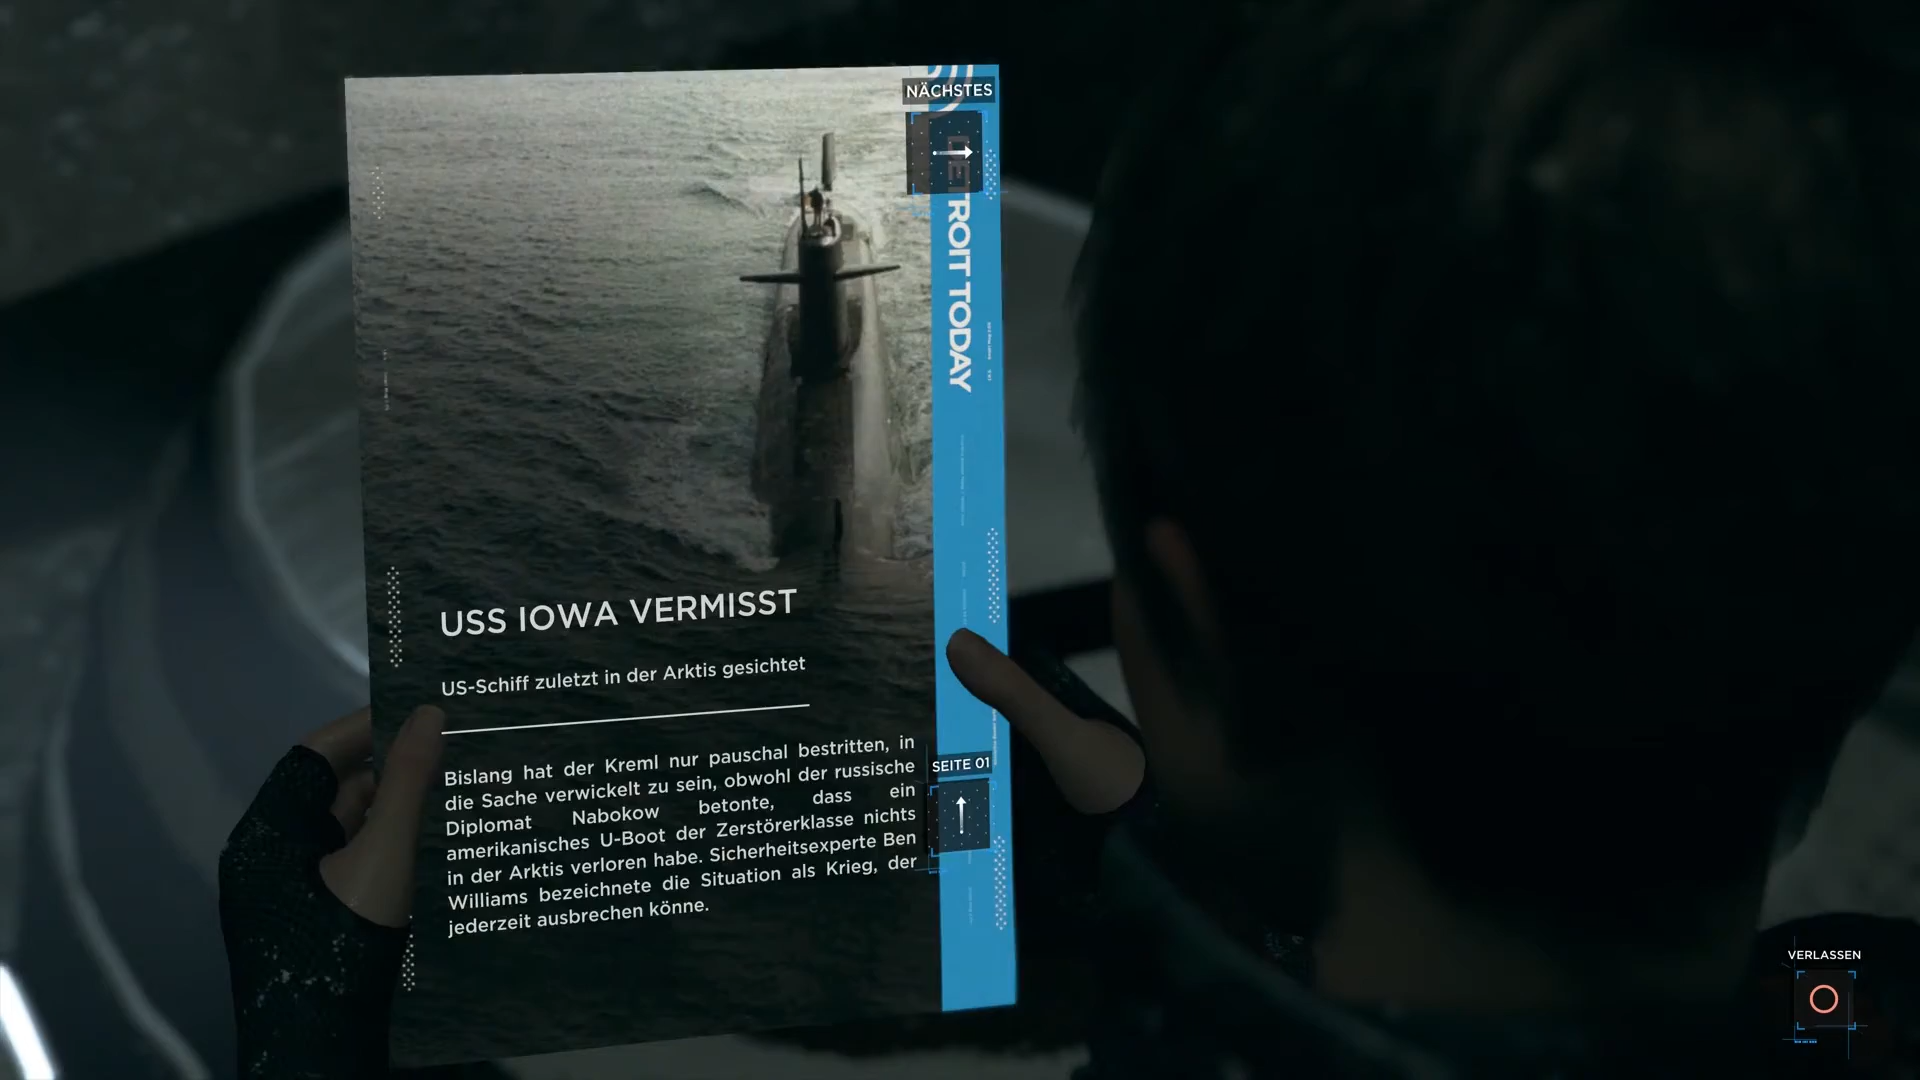 NÄCHSTES
ROIT TODAY
USS IOWA VERMISST
US-Schiff zuletzt in der Arktis gesichtet
Bislang hat der Kreml nur pauschal bestritten, in
die Sache verwickelt zu sein, obwohl der russische
Diplomat Nabokow betonte, dass ein
amerikanisches U-Boot der Zerstörerklasse nichts
in der Arktis verloren habe. Sicherheitsexperte Ben
Williams bezeichnete die Situation als Krieg, der
jederzeit ausbrechen könne.
SEITE 01
VERLASSEN